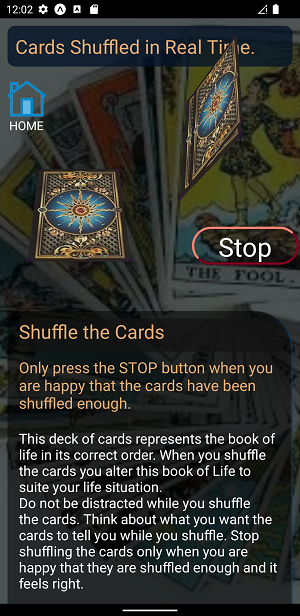 12:02
Cards Shuffled in Real Time.
HOME
Stop
THE FOOL.
Shuffle the Cards
Only press the STOP button when you
are happy that the cards have been
shuffled enough.
This deck of cards represents the book of
life in its correct order. When you shuffle
the cards you alter this book of Life to
suite your life situation.
Do not be distracted while you shuffle
the cards. Think about what you want the
cards to tell you while you shuffle. Stop
shuffling the cards only when you are
happy that they are shuffled enough and it
feels right.